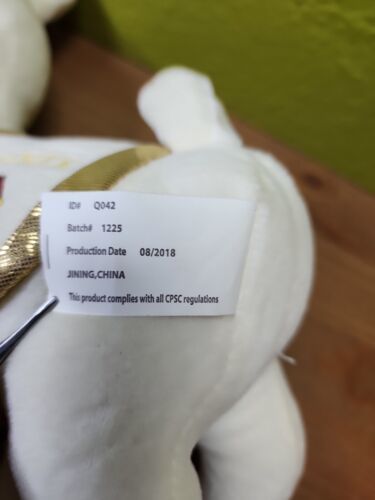 ID# Q042
Batch# 1225
Production Date 08/2018
JINING,CHINA
This product complies with all CPSC regulations